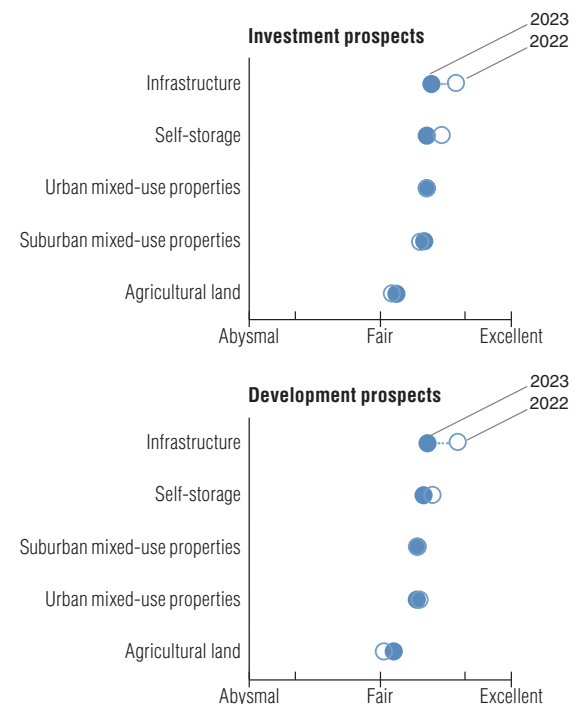 2023
Investment prospects
2022
Infrastructure
Self-storage
Urban mixed-use properties
Suburban mixed-use properties
Agricultural land
Abysmal Fair Excellent
2023
Development prospects
2022
Infrastructure
Self-storage
Suburban mixed-use properties
Urban mixed-use properties
Agricultural land
Abysmal Fair Excellent